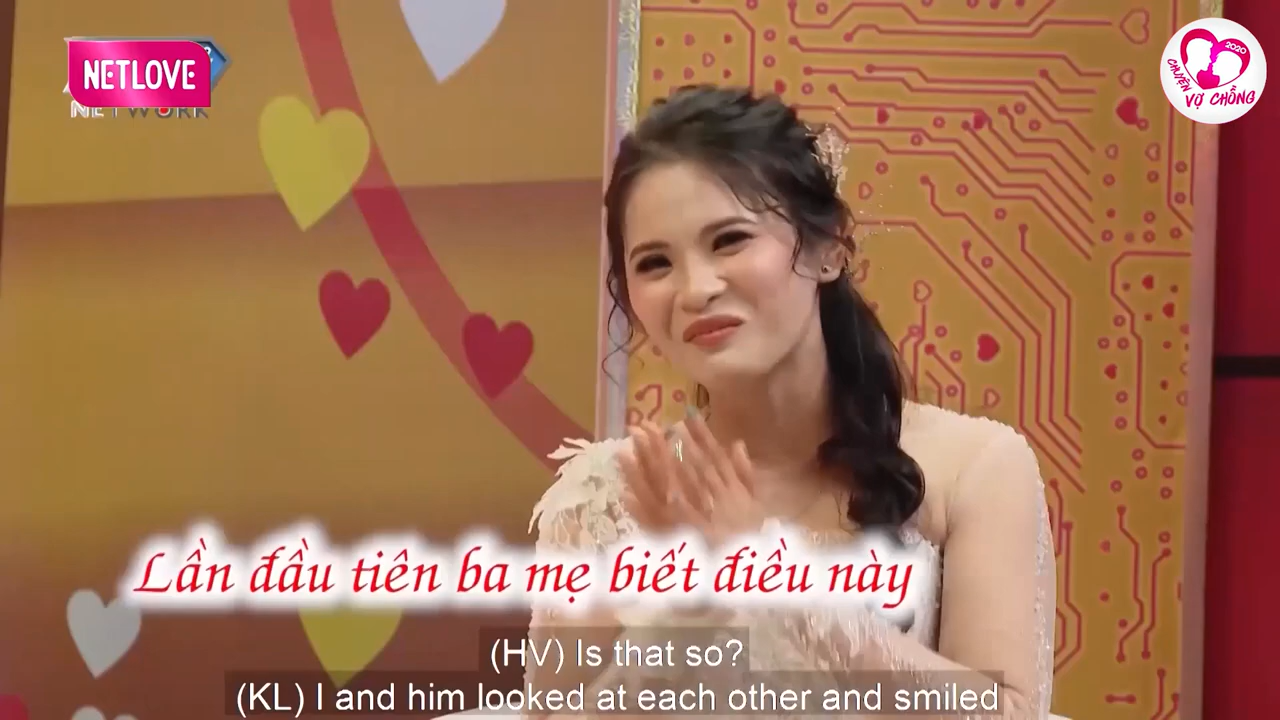 NETLOVE
NETWORK
2020
CHUYỆN
VỢ CHỒNG
Lần đầu tiên ba mẹ biết điều này
(HV) Is that so?
(KL) I and him looked at each other and smiled